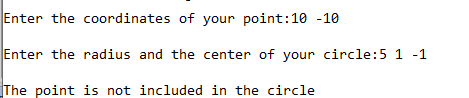 Enter the coordinates of your point:10 -10
Enter the radius and the center of your circle:5 1 -1
The point is not included in the circle